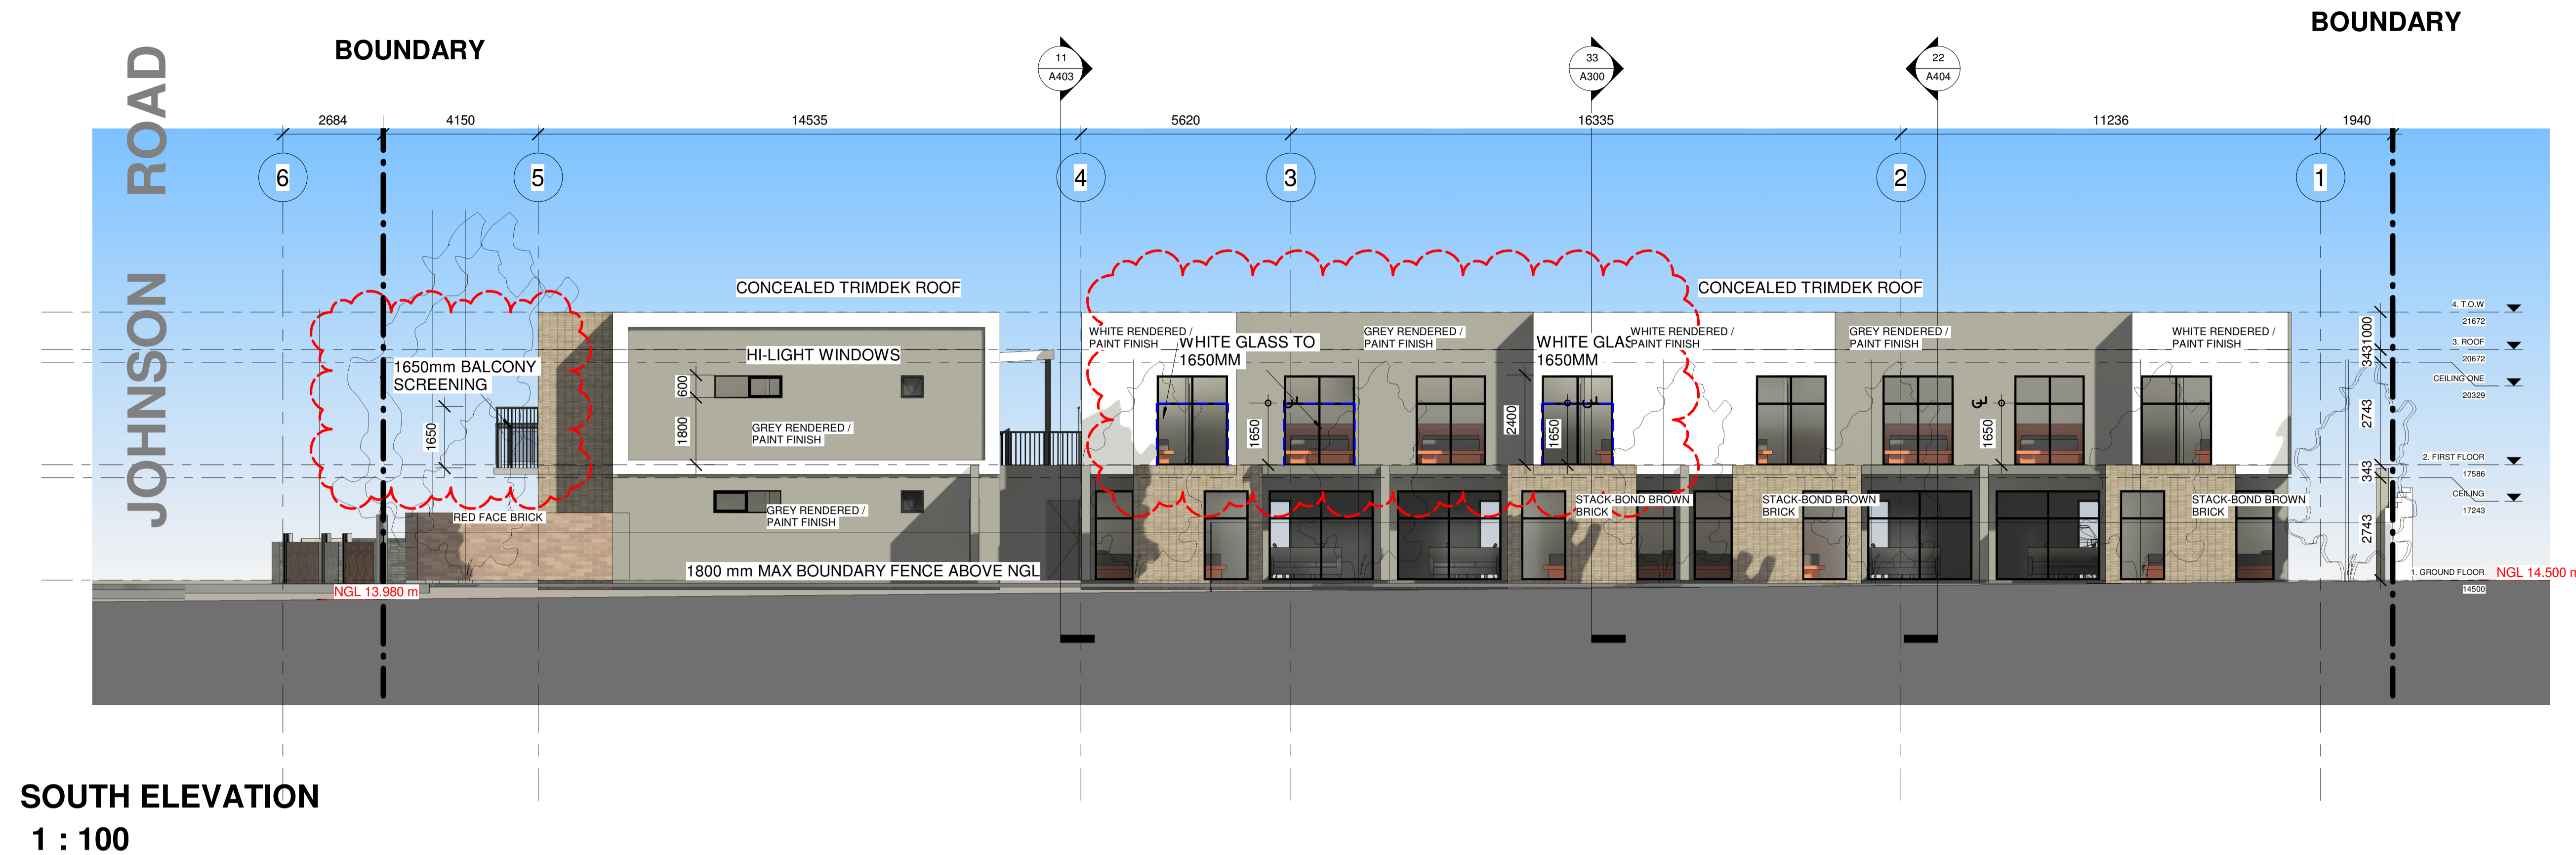 BOUNDARY
BOUNDARY
JOHNSON ROAD
11
A403
33
A300
22
A404
2684
4150
14535
5620
16335
11236
1940
6
5
4
3
2
1
CONCEALED TRIMDEK ROOF
CONCEALED TRIMDEK ROOF
4. T.O.W
21672
3. ROOF
20672
CEILING ONE
20329
2. FIRST FLOOR
17586
CEILING
17243
1. GROUND FLOOR
14500
NGL 14.500 m
1000
343
2743
343
2743
WHITE RENDERED /
PAINT FINISH
WHITE GLASS TO
1650MM
GREY RENDERED /
PAINT FINISH
WHITE GLAS
1650MM
WHITE RENDERED /
PAINT FINISH
GREY RENDERED /
PAINT FINISH
WHITE RENDERED /
PAINT FINISH
HI-LIGHT WINDOWS
1650mm BALCONY
SCREENING
600
1800
1650
1650
2400
1650
1650
GREY RENDERED /
PAINT FINISH
GREY RENDERED /
PAINT FINISH
RED FACE BRICK
STACK-BOND BROWN
BRICK
STACK-BOND BROWN
BRICK
STACK-BOND BROWN
BRICK
1800 mm MAX BOUNDARY FENCE ABOVE NGL
NGL 13.980 m
SOUTH ELEVATION
1 : 100